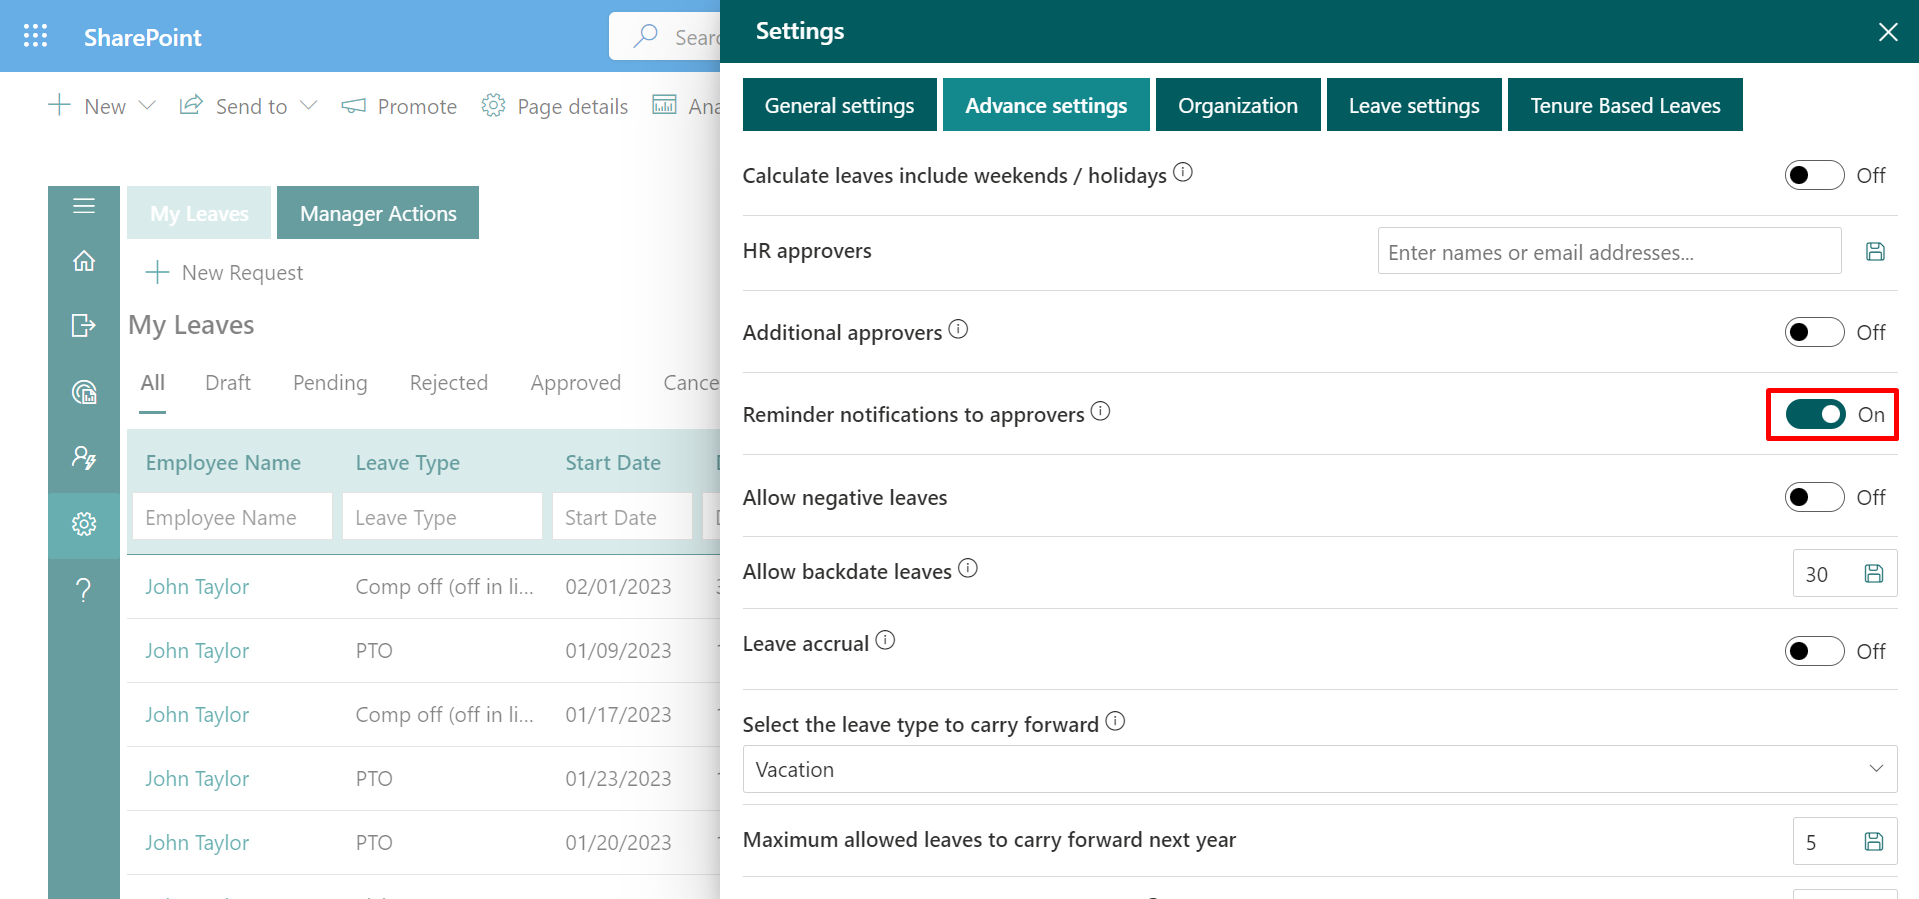 SharePoint
Settings
New
Send to
Promote
Page details
General settings
Advance settings
Organization
Leave settings
Tenure Based Leaves
My Leaves
Manager Actions
New Request
My Leaves
All
Draft
Pending
Rejected
Approved
Employee Name
Leave Type
Start Date
Employee Name
Leave Type
Start Date
John Taylor
Comp off (off in li...
02/01/2023
John Taylor
PTO
01/09/2023
John Taylor
Comp off (off in li...
01/17/2023
John Taylor
PTO
01/23/2023
John Taylor
PTO
01/20/2023
Calculate leaves include weekends / holidays
Off
HR approvers
Enter names or email addresses...
Additional approvers
Off
Reminder notifications to approvers
On
Allow negative leaves
Off
Allow backdate leaves
30
Leave accrual
Off
Select the leave type to carry forward
Vacation
Maximum allowed leaves to carry forward next year
5